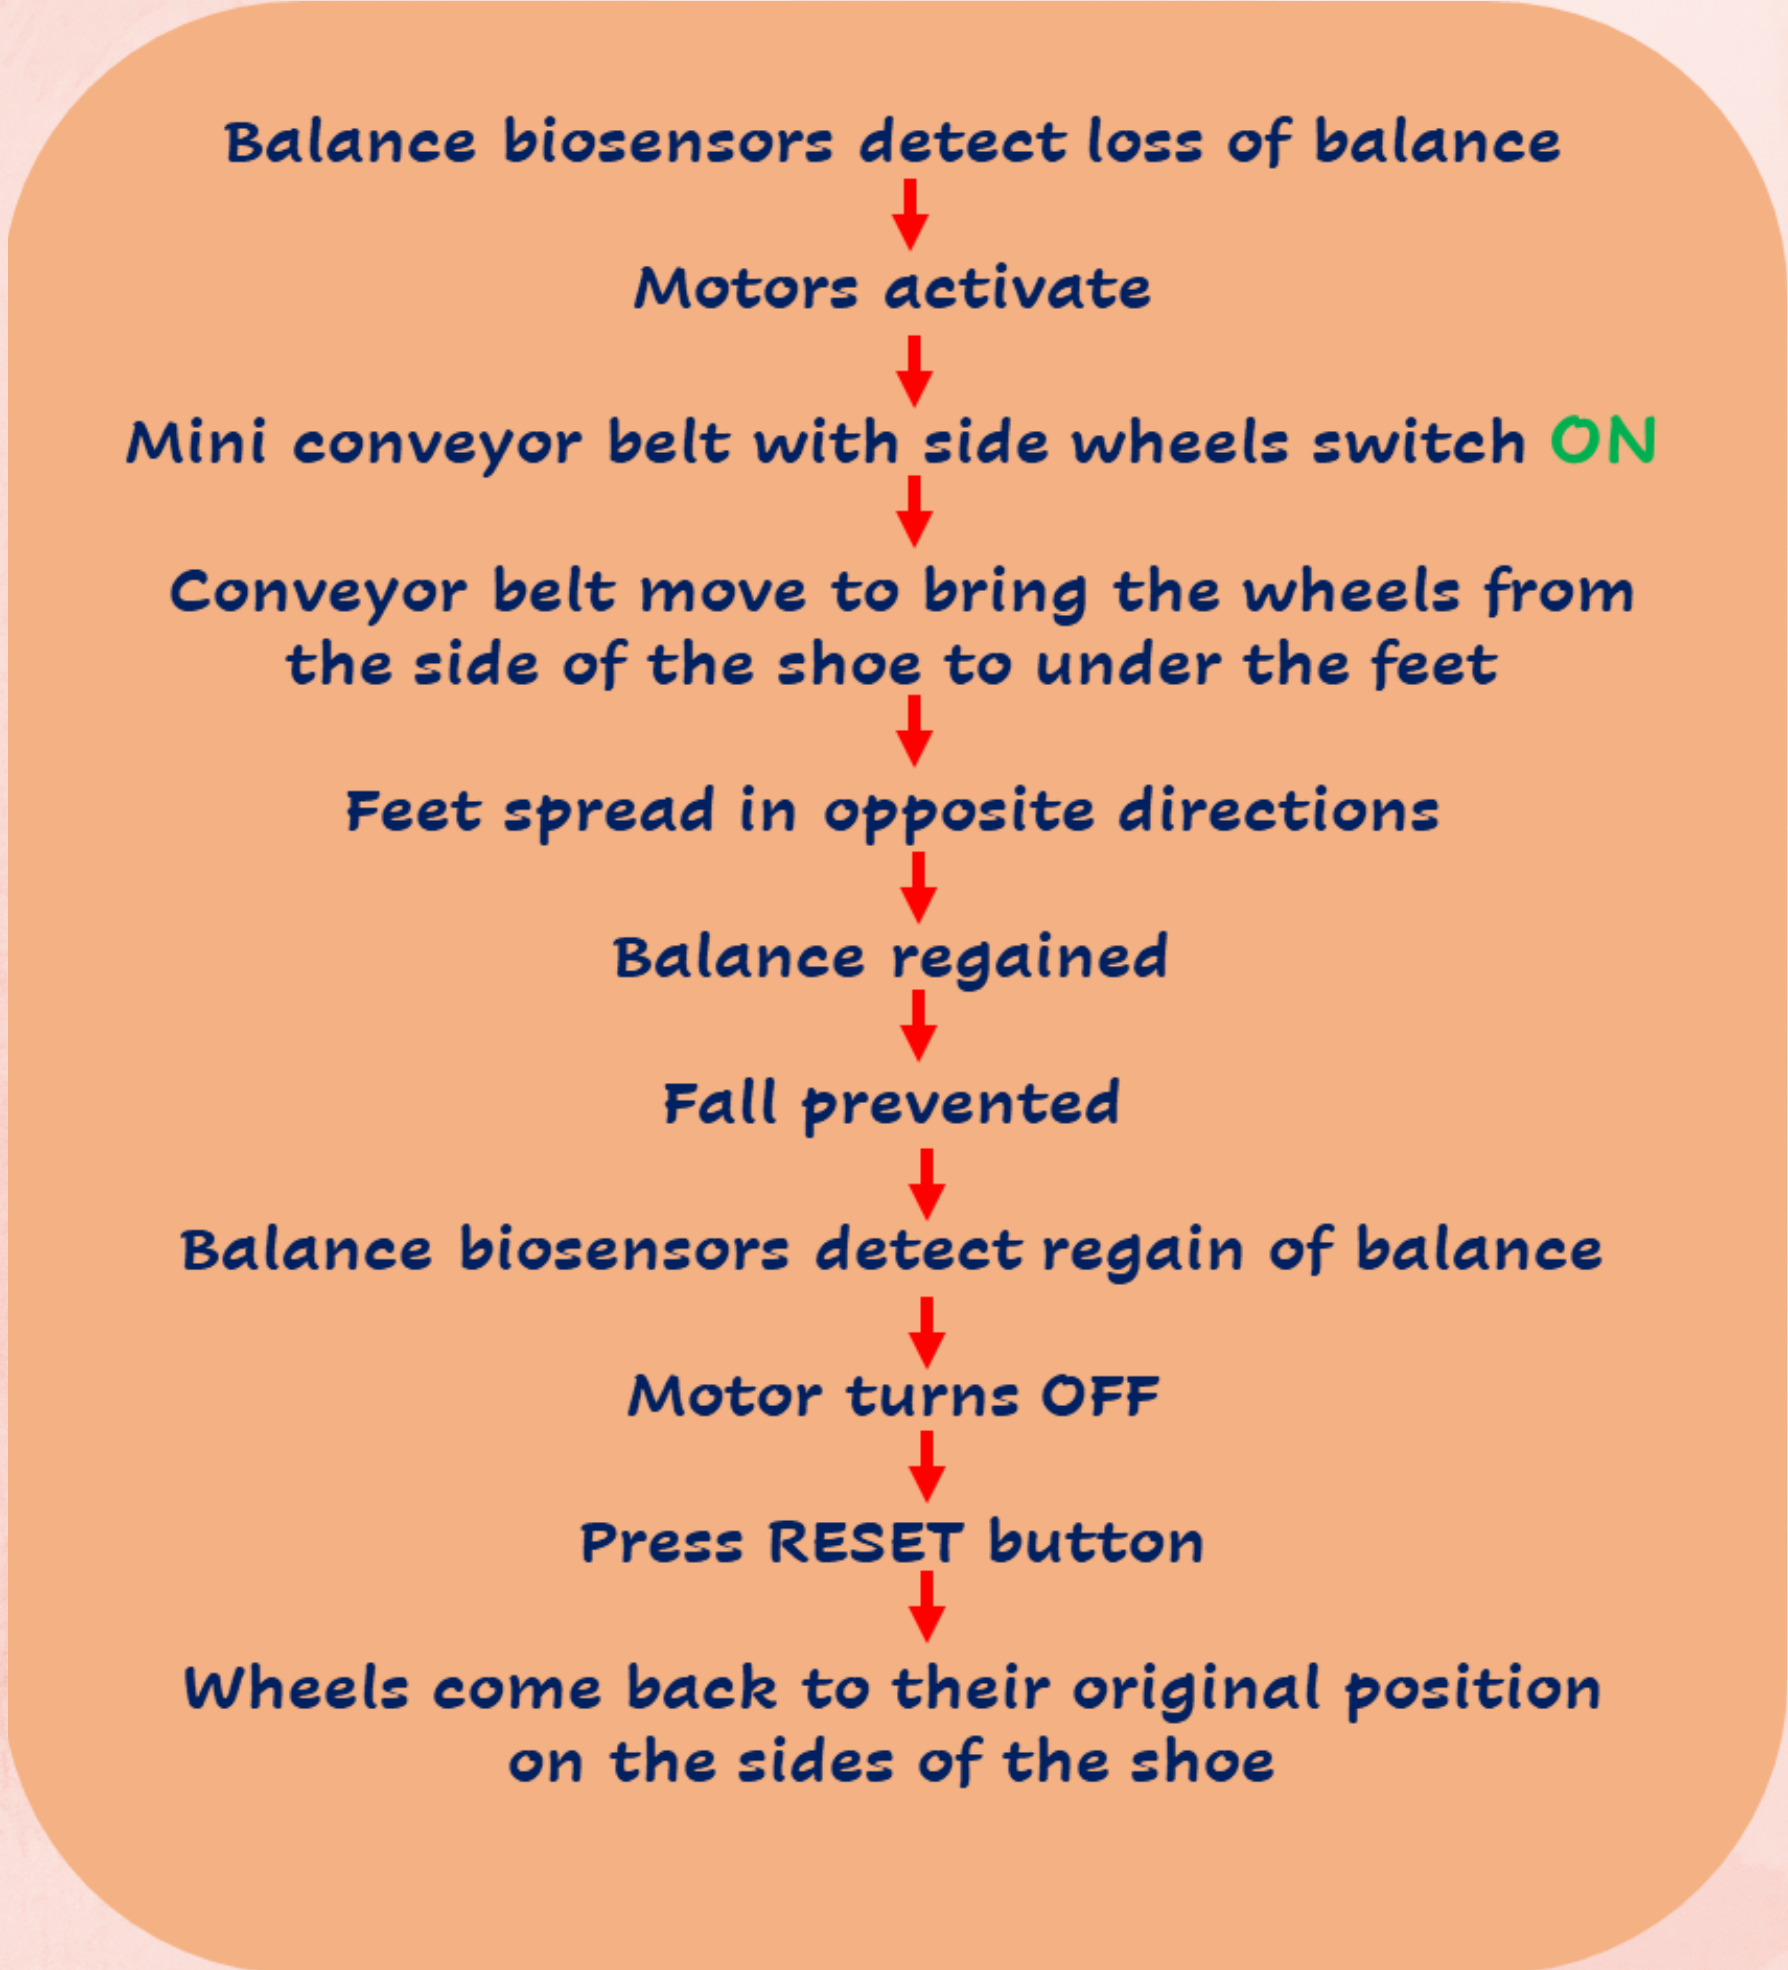 Balance biosensors detect loss of balance
Motors activate
Mini conveyor belt with side wheels switch ON
Conveyor belt move to bring the wheels from
the side of the shoe to under the feet
Feet spread in opposite directions
Balance regained
Fall prevented
Balance biosensors detect regain of balance
Motor turns OFF
Press RESET button
Wheels come back to their original position
on the sides of the shoe